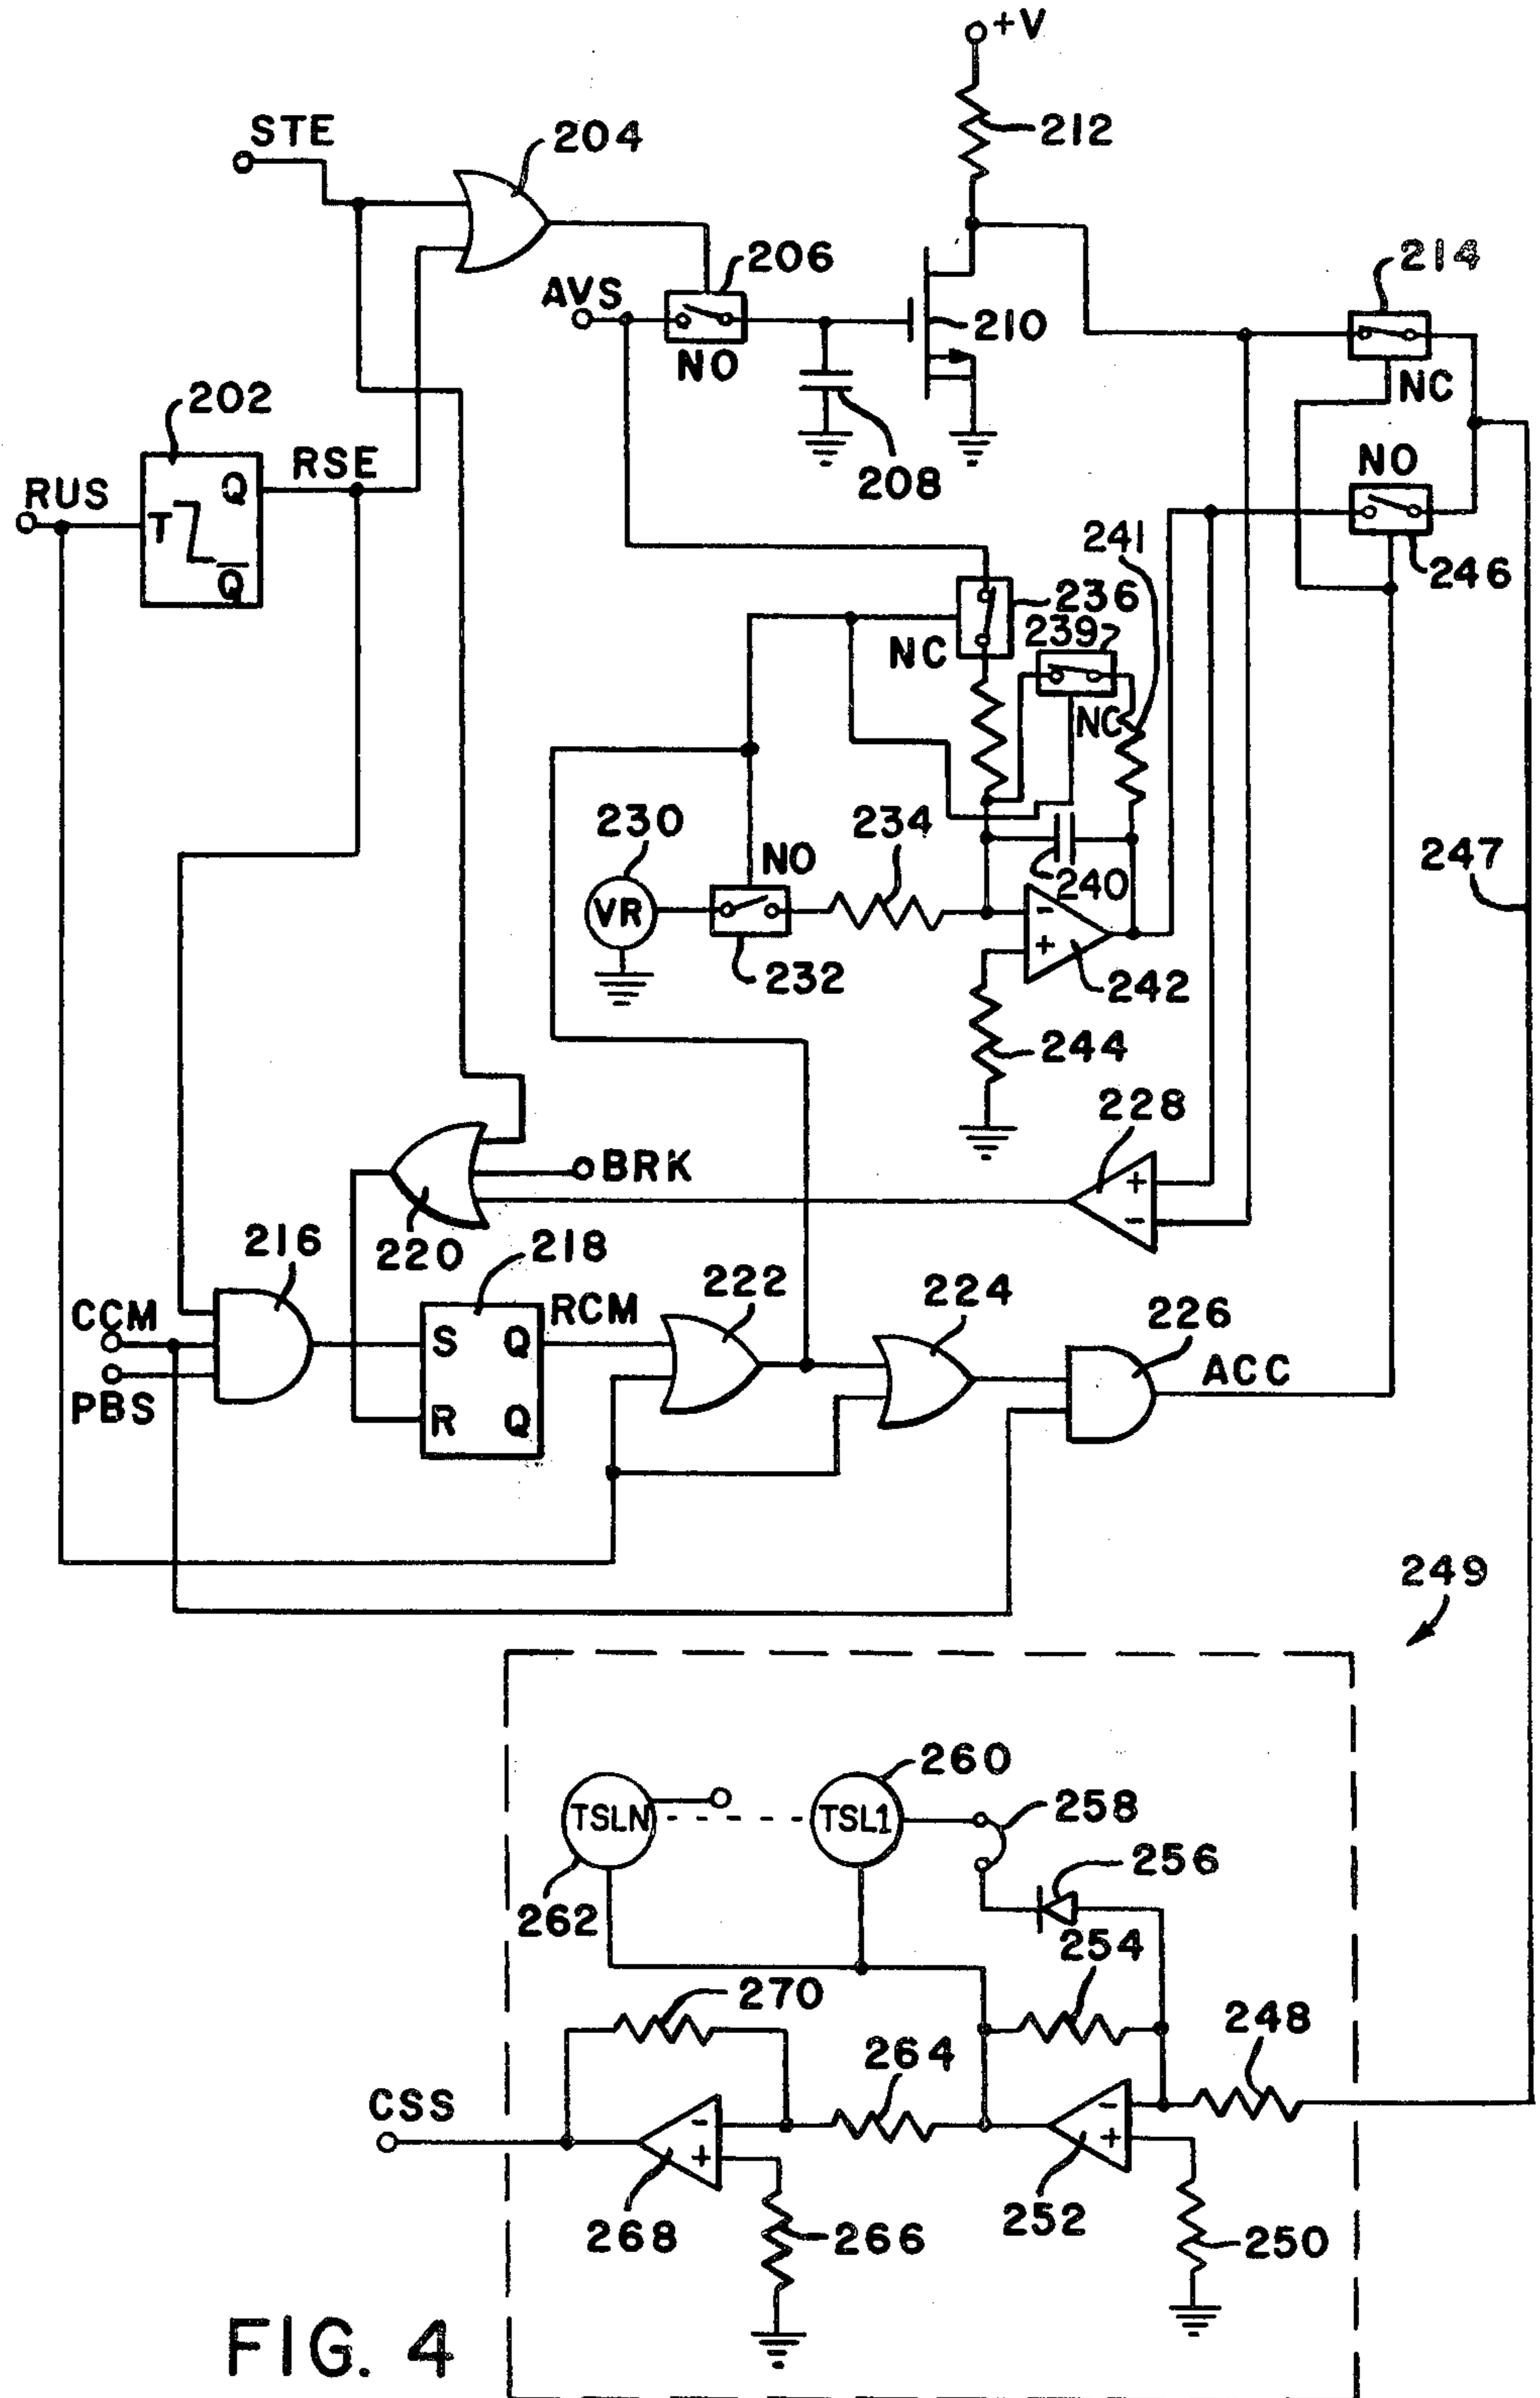 +V
STE
204
212
206
214
AVS
210
NO
NC
202
208
RSE
NO
RUS
Q
T
Q
241
246
236
239
NC
NC
230
234
247
NO
VR
240
-
+
232
242
244
228
BRK
+
-
216
220
218
222
224
226
CCM
RCM
S
Q
ACC
PBS
R
Q
249
260
TSLN
TSL1
258
256
262
254
270
248
264
CSS
-
-
+
+
268
266
252
250
FIG. 4